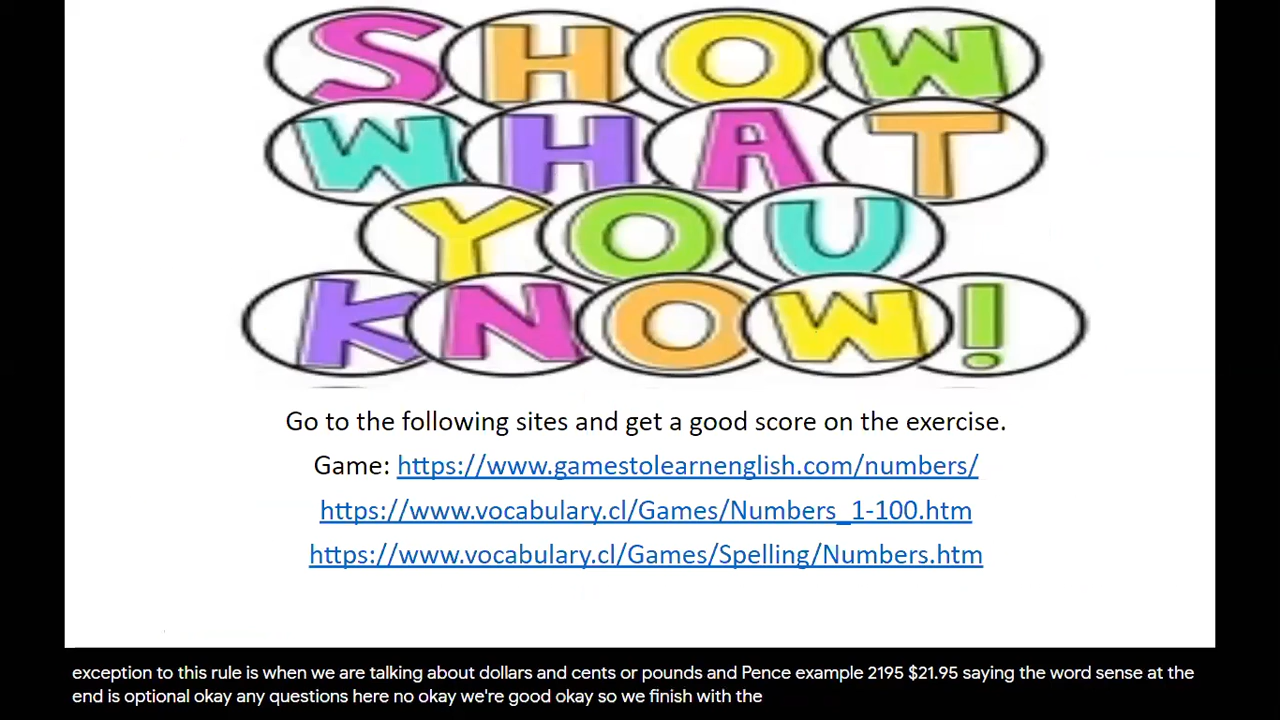 SHOW
WHAT
YOU
KNOW!
Go to the following sites and get a good score on the exercise.
Game: https://www.gamestolearnenglish.com/numbers/
https://www.vocabulary.cl/Games/Numbers_1-100.htm
https://www.vocabulary.cl/Games/Spelling/Numbers.htm
exception to this rule is when we are talking about dollars and cents or pounds and Pence example 2195 $21.95 saying the word sense at the
end is optional okay any questions here no okay we're good okay so we finish with the